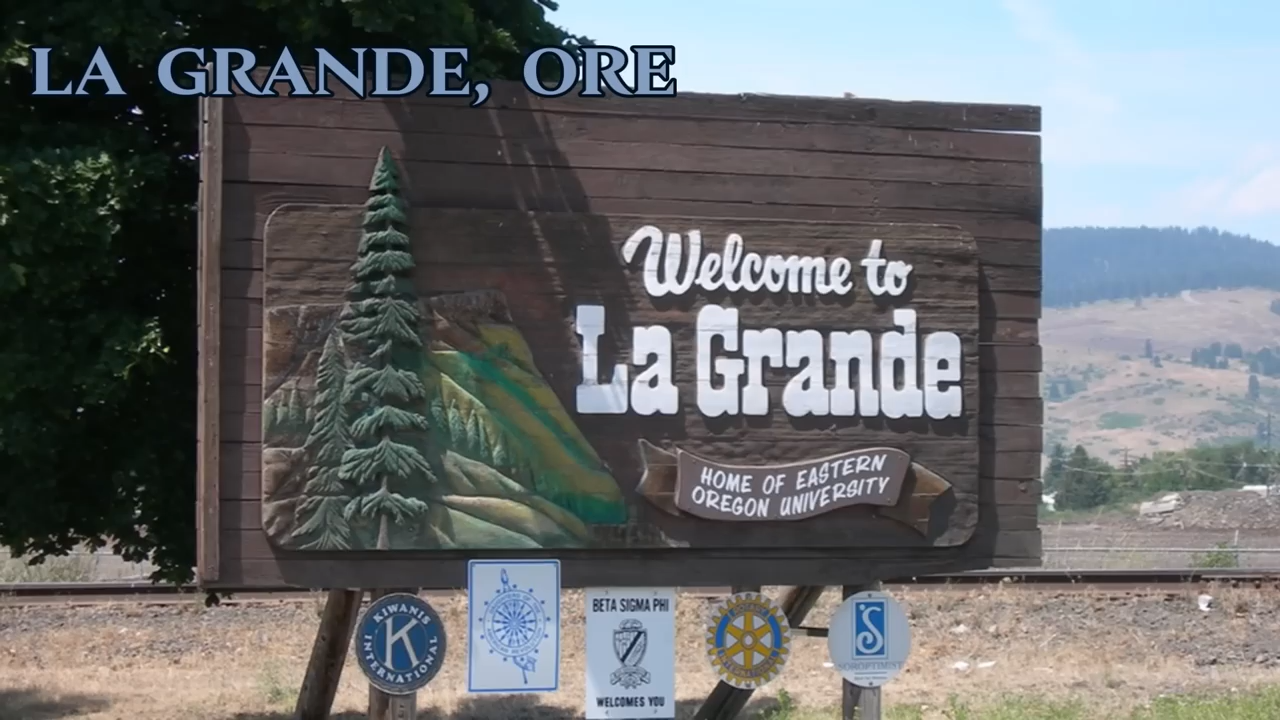 LA GRANDE, ORE
Welcome to
La Grande
HOME OF EASTERN
OREGON UNIVERSITY
KIWANIS
K
INTERNATIONAL
BETA SIGMA PHI
WELCOMES YOU
S
SOROPTIMIST